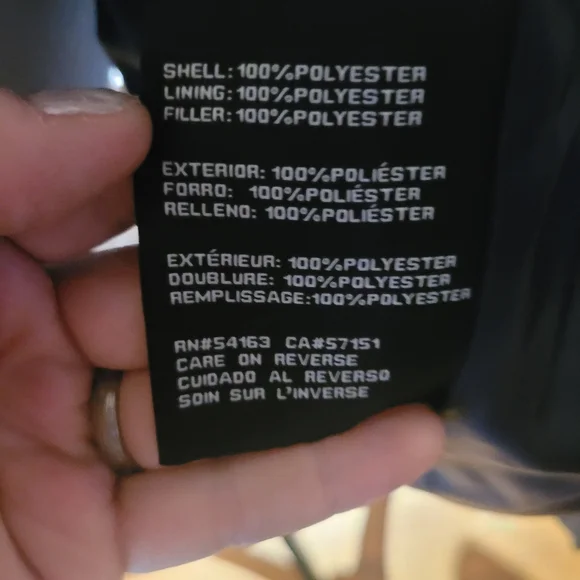 SHELL: 100%POLYESTER
LINING: 100%POLYESTER
FILLER: 100%POLYESTER
EXTERIOR: 100%POLIÉSTER
FORRO: 100%POLIÉSTER
RELLENO: 100%POLIÉSTER
EXTÉRIEUR: 100%POLYESTER
DOUBLURE: 100%POLYESTER
REMPLISSAGE:100%POLYESTER
RN#54163 CA#57151
CARE ON REVERSE
CUIDADO AL REVERSO
SOIN SUR L'INVERSE